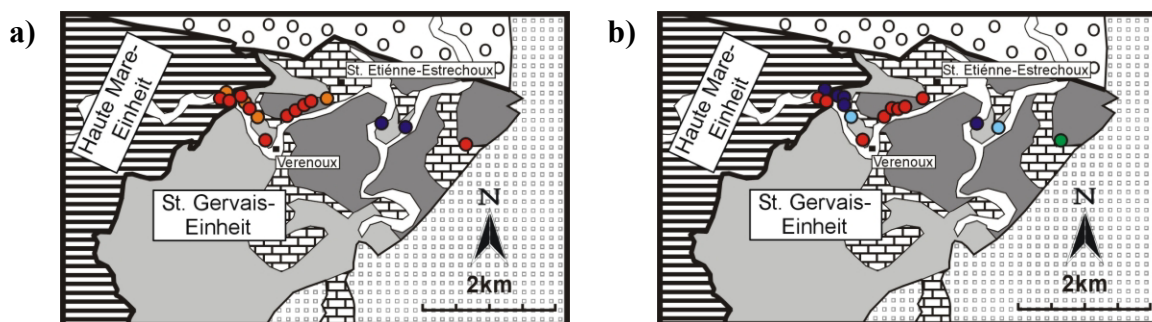 a)
Haute Mare-
Einheit
St. Etiénne-Estrechoux
Verenoux
St. Gervais-
Einheit
N
2km
b)
Haute Mare-
Einheit
St. Etiénne-Estrechoux
Verenoux
St. Gervais-
Einheit
N
2km